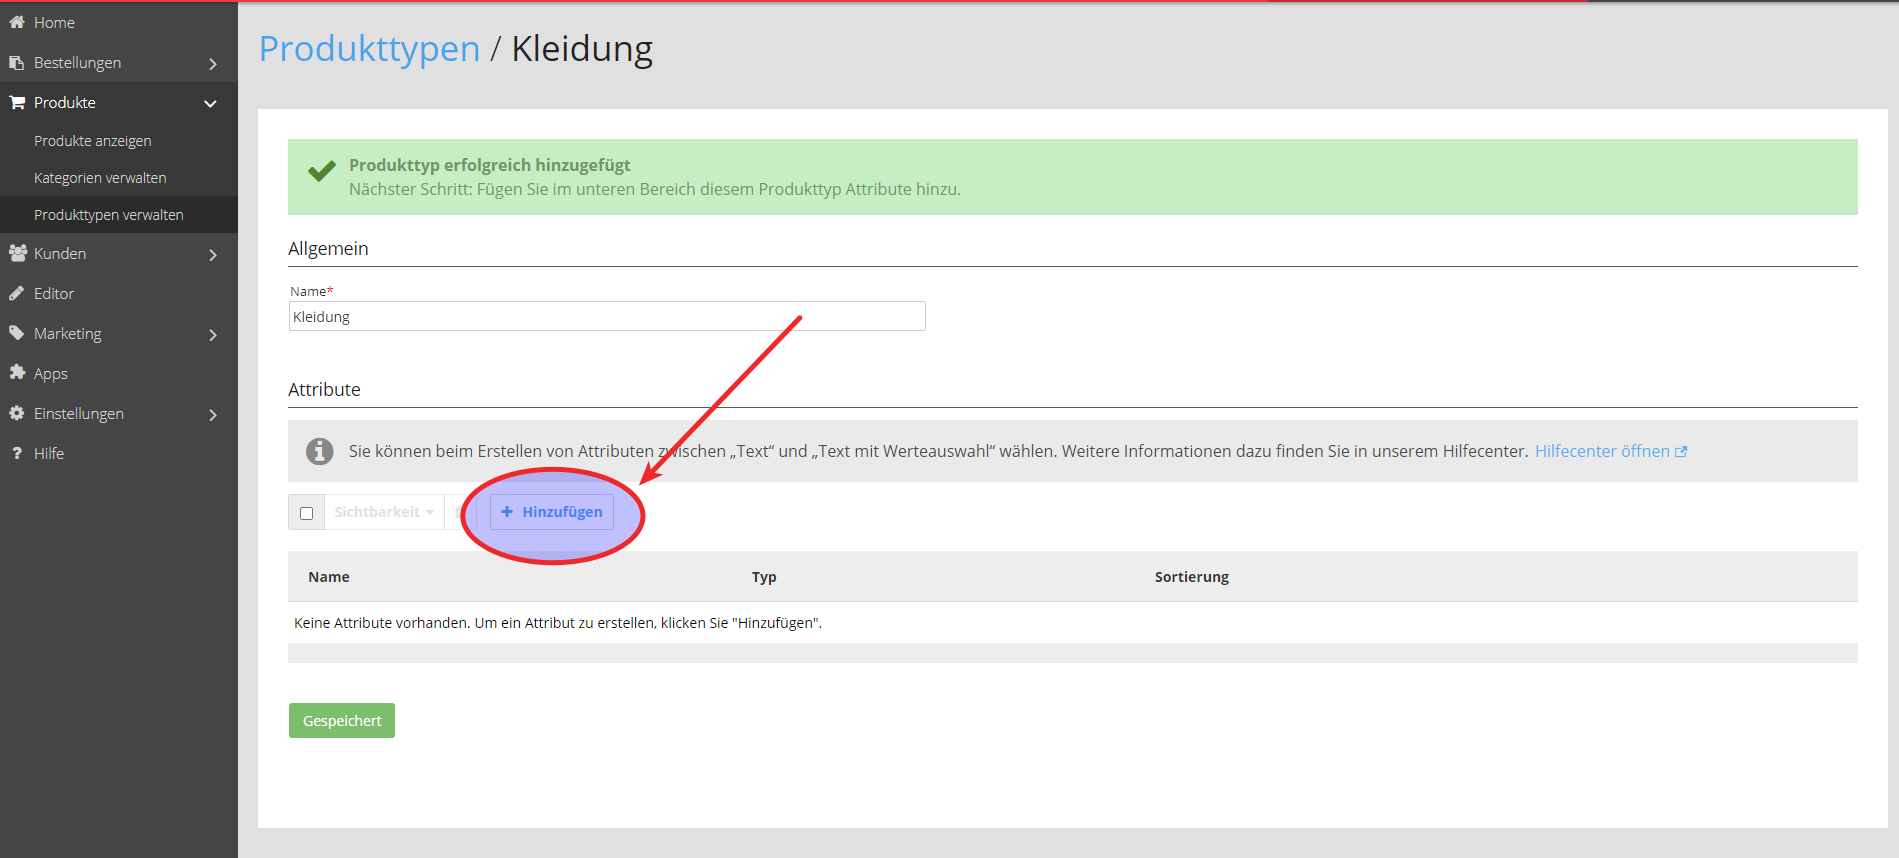 Home
Bestellungen
Produkte
Produkte anzeigen
Kategorien verwalten
Produkttypen verwalten
Kunden
Editor
Marketing
Apps
Einstellungen
? Hilfe
Produkttypen / Kleidung
Produkttyp erfolgreich hinzugefügt
Nächster Schritt: Fügen Sie im unteren Bereich diesem Produkttyp Attribute hinzu.
Allgemein
Name*
Kleidung
Attribute
Sie können beim Erstellen von Attributen zwischen „Text“ und „Text mit Werteauswahl“ wählen. Weitere Informationen dazu finden Sie in unserem Hilfecenter. Hilfecenter öffnen
Sichtbarkeit + Hinzufügen
Name Typ Sortierung
Keine Attribute vorhanden. Um ein Attribut zu erstellen, klicken Sie "Hinzufügen".
Gespeichert